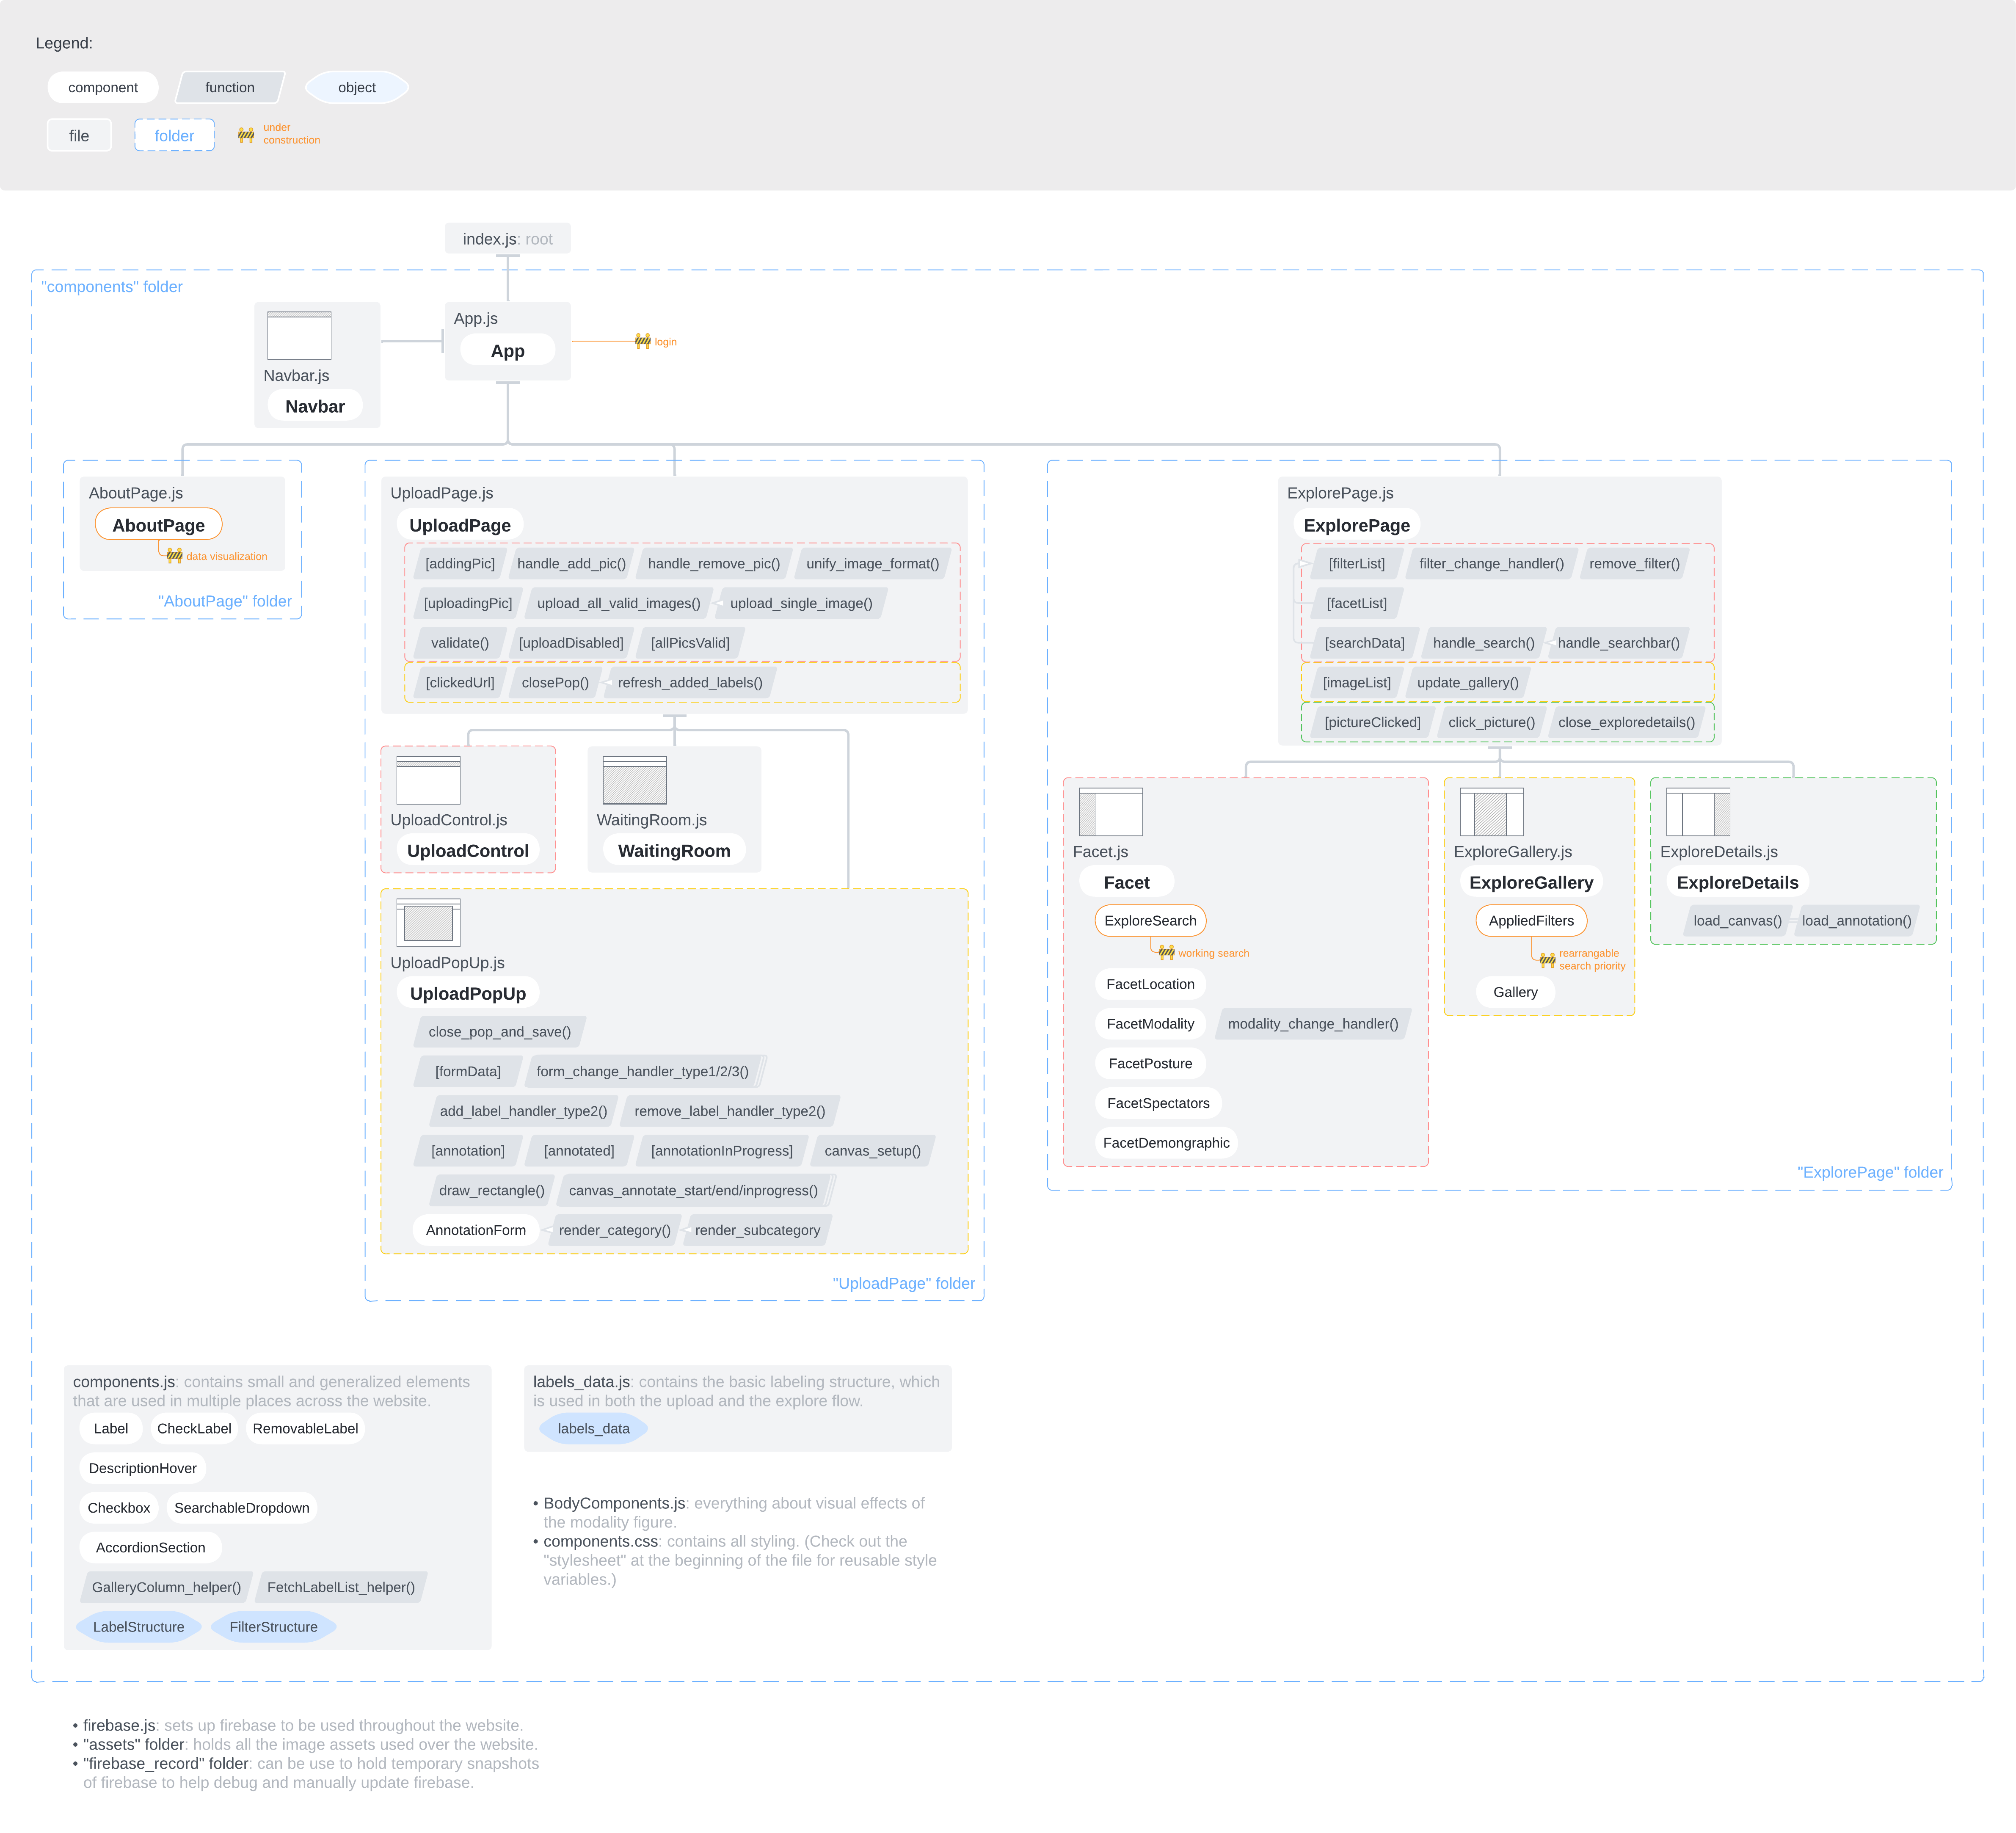 Legend:
component
function
object
file
folder
under
construction
index.js: root
"components" folder
Navbar.js
Navbar
App.js
App
login
AboutPage.js
AboutPage
data visualization
"AboutPage" folder
UploadPage.js
UploadPage
[addingPic] handle_add_pic() handle_remove_pic() unify_image_format()
[uploadingPic] upload_all_valid_images() upload_single_image()
validate() [uploadDisabled] [allPicsValid]
[clickedUrl] closePop() refresh_added_labels()
UploadControl.js
UploadControl
WaitingRoom.js
WaitingRoom
UploadPopUp.js
UploadPopUp
close_pop_and_save()
[formData] form_change_handler_type1/2/3()
add_label_handler_type2() remove_label_handler_type2()
[annotation] [annotated] [annotationInProgress] canvas_setup()
draw_rectangle() canvas_annotate_start/end/inprogress()
AnnotationForm render_category() render_subcategory
"UploadPage" folder
ExplorePage.js
ExplorePage
[filterList] filter_change_handler() remove_filter()
[facetList]
[searchData] handle_search() handle_searchbar()
[imageList] update_gallery()
[pictureClicked] click_picture() close_exploredetails()
Facet.js
Facet
ExploreSearch
working search
FacetLocation
FacetModality modality_change_handler()
FacetPosture
FacetSpectators
FacetDemongraphic
ExploreGallery.js
ExploreGallery
AppliedFilters
rearrangable
search priority
Gallery
ExploreDetails.js
ExploreDetails
load_canvas() load_annotation()
"ExplorePage" folder
components.js: contains small and generalized elements
that are used in multiple places across the website.
Label CheckLabel RemovableLabel
DescriptionHover
Checkbox SearchableDropdown
AccordionSection
GalleryColumn_helper() FetchLabelList_helper()
LabelStructure FilterStructure
labels_data.js: contains the basic labeling structure, which
is used in both the upload and the explore flow.
labels_data
• BodyComponents.js: everything about visual effects of
the modality figure.
• components.css: contains all styling. (Check out the
"stylesheet" at the beginning of the file for reusable style
variables.)
• firebase.js: sets up firebase to be used throughout the website.
• "assets" folder: holds all the image assets used over the website.
• "firebase_record" folder: can be use to hold temporary snapshots
of firebase to help debug and manually update firebase.